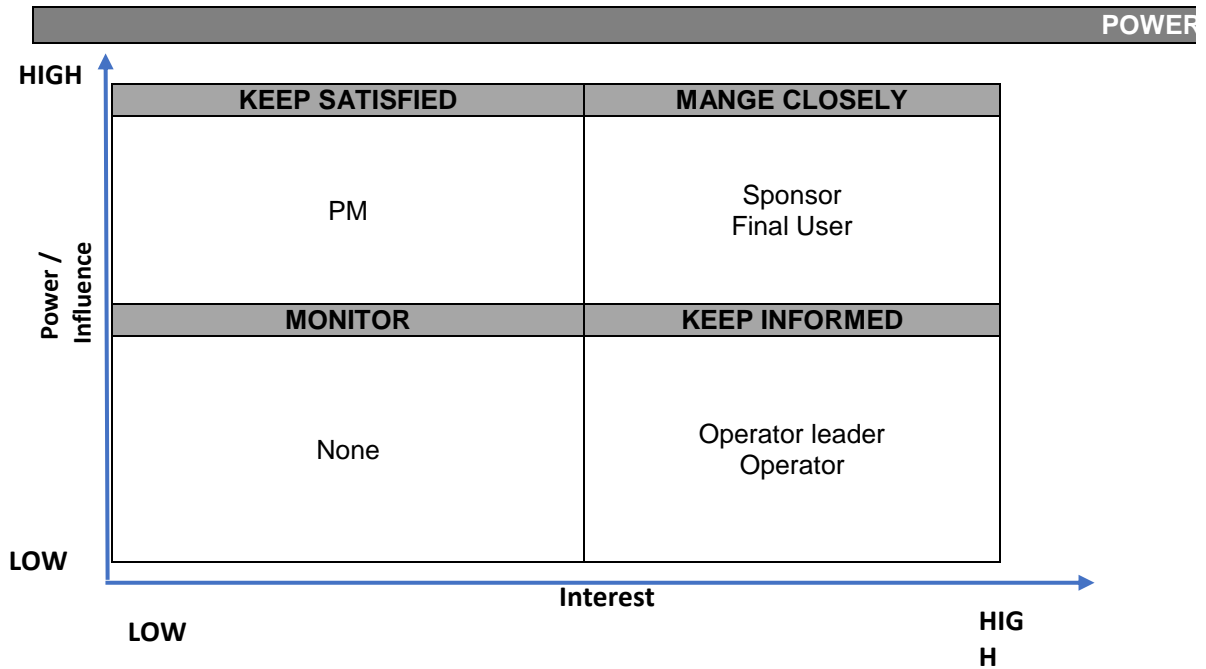 POWER
HIGH
KEEP SATISFIED
MANGE CLOSELY
PM
Sponsor
Final User
Power /
Influence
MONITOR
KEEP INFORMED
None
Operator leader
Operator
LOW
Interest
LOW
HIG
H